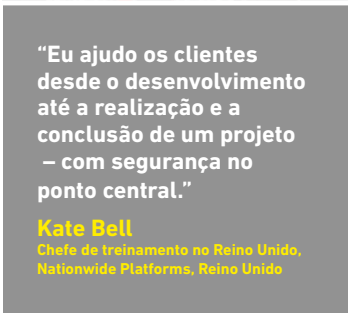 “Eu ajudo os clientes
desde o desenvolvimento
até a realização e a
conclusão de um projeto
– com segurança no
ponto central.”
Kate Bell
Chefe de treinamento no Reino Unido,
Nationwide Platforms, Reino Unido